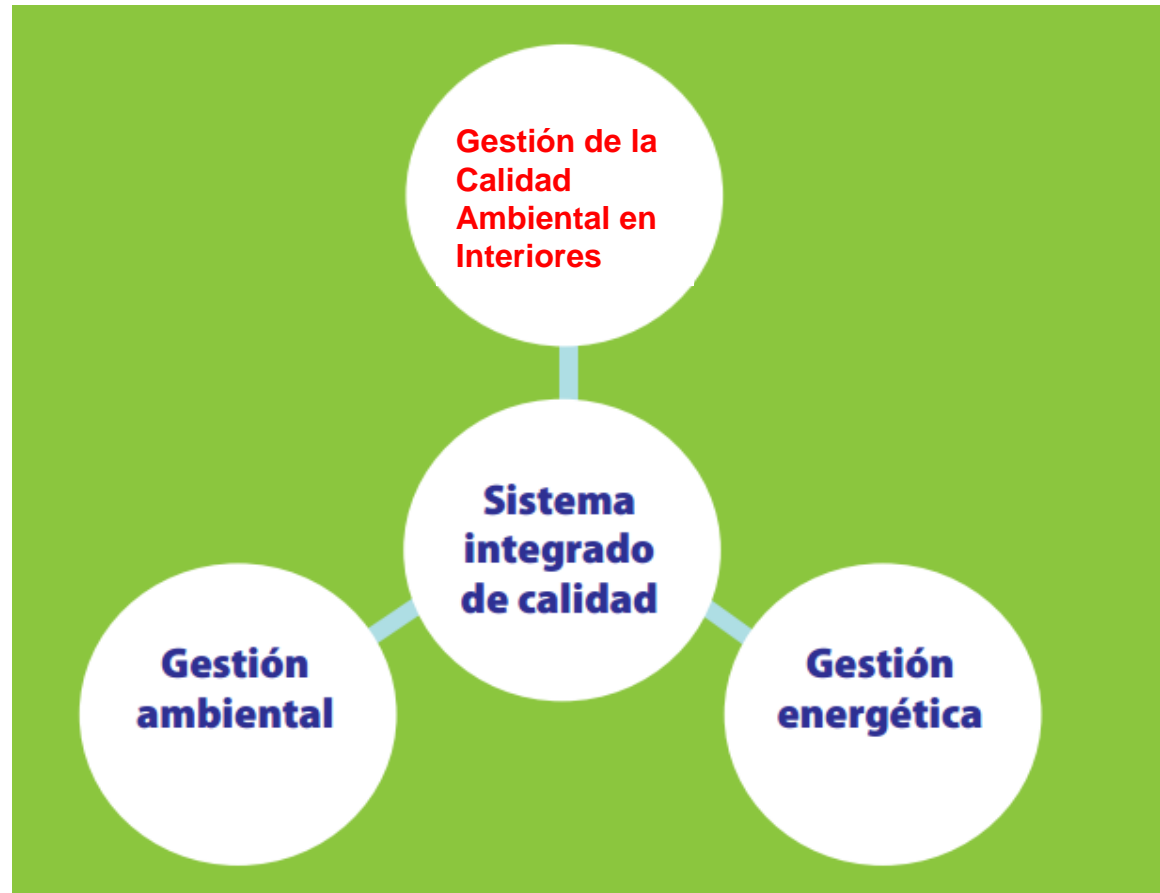 Gestión de la
Calidad
Ambiental en
Interiores
Sistema
integrado
de calidad
Gestión
ambiental
Gestión
energética